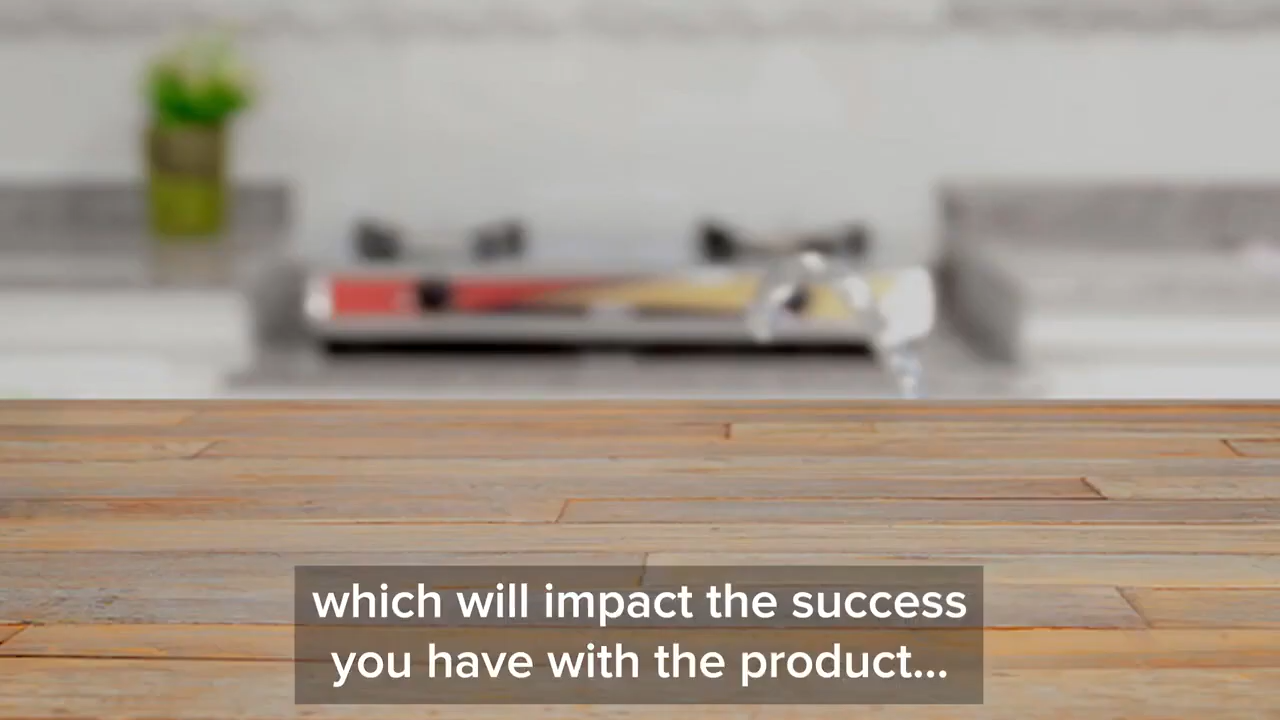 which will impact the success
you have with the product...